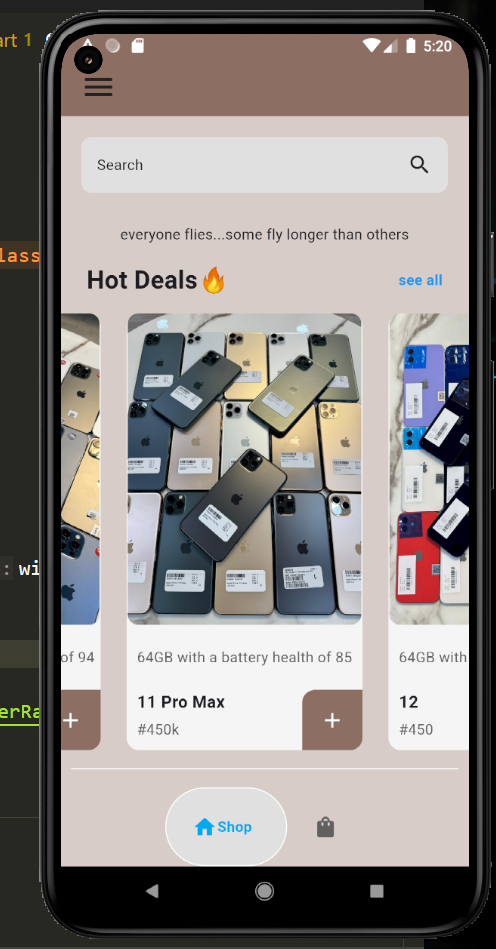 art 1
5:20
Search
everyone flies...some fly longer than others
Hot Deals🔥
see all
lass
of 94
64GB with a battery health of 85
64GB with
11 Pro Max
12
#450k
#450
: wi
erRa
Shop